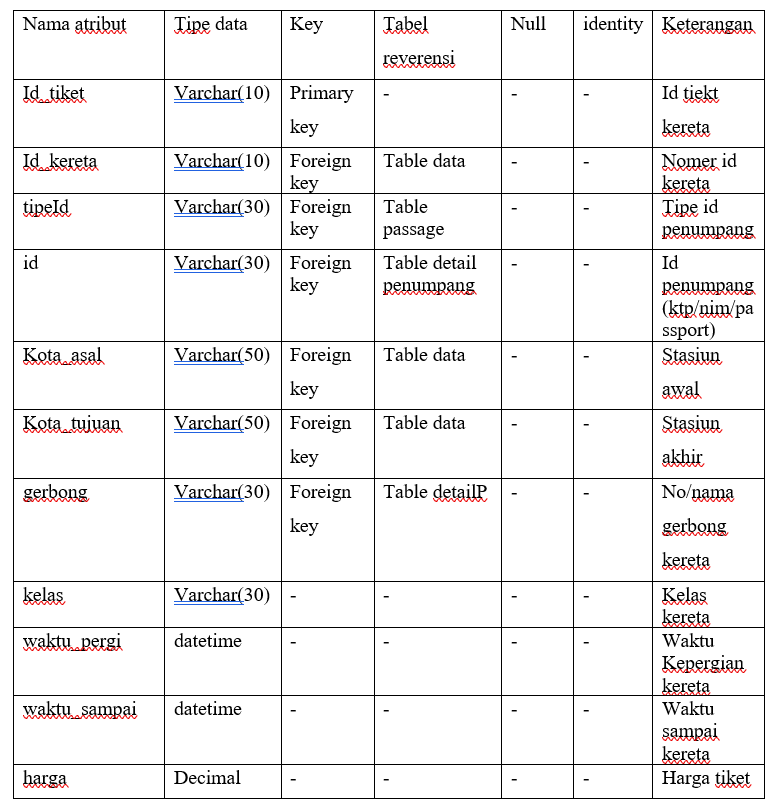 Nama atribut Tipe data Key Tabel reverensi Null identity Keterangan
Id_tiket Varchar(10) Primary key - - - Id tiekt kereta
Id_kereta Varchar(10) Foreign key Table data - - Nomer id kereta
tipeId Varchar(30) Foreign key Table passage - - Tipe id penumpang
id Varchar(30) Foreign key Table detail penumpang - - Id penumpang (ktp/nim/passport)
Kota_asal Varchar(50) Foreign key Table data - - Stasiun awal
Kota_tujuan Varchar(50) Foreign key Table data - - Stasiun akhir
gerbong Varchar(30) Foreign key Table detailP - - No/nama gerbong kereta
kelas Varchar(30) - - - - Kelas kereta
waktu_pergi datetime - - - - Waktu Kepergian kereta
waktu_sampai datetime - - - - Waktu sampai kereta
harga Decimal - - - - Harga tiket